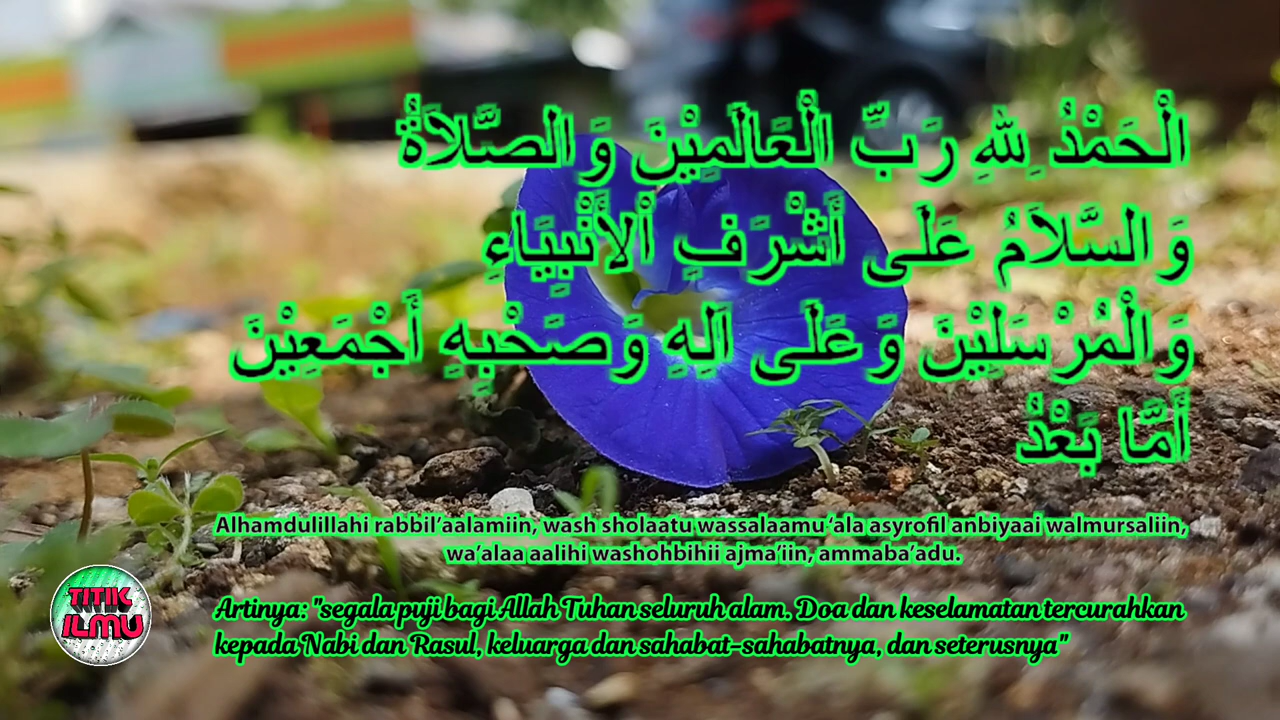 الْحَمْدُ ِللهِ رَبِّ الْعَالَمِيْنَ وَالصَّلاَةُ
وَالسَّلاَمُ عَلَى أَشْرَفِ اْلأَنْبِيَاءِ
وَالْمُرْسَلِيْنَ وَعَلَى اَلِهِ وَصَحْبِهِ أَجْمَعِيْنَ
أَمَّا بَعْدُ
Alhamdulillahi rabbil’aalamiin, wash sholaatu wassalaamu ‘ala asyrofil anbiyaai walmursaliin,
wa’alaa aalihi washohbihii ajma’iin, ammaba’adu.
Artinya: "segala puji bagi Allah Tuhan seluruh alam. Doa dan keselamatan tercurahkan
kepada Nabi dan Rasul, keluarga dan sahabat-sahabatnya, dan seterusnya"
TITIK
ILMU